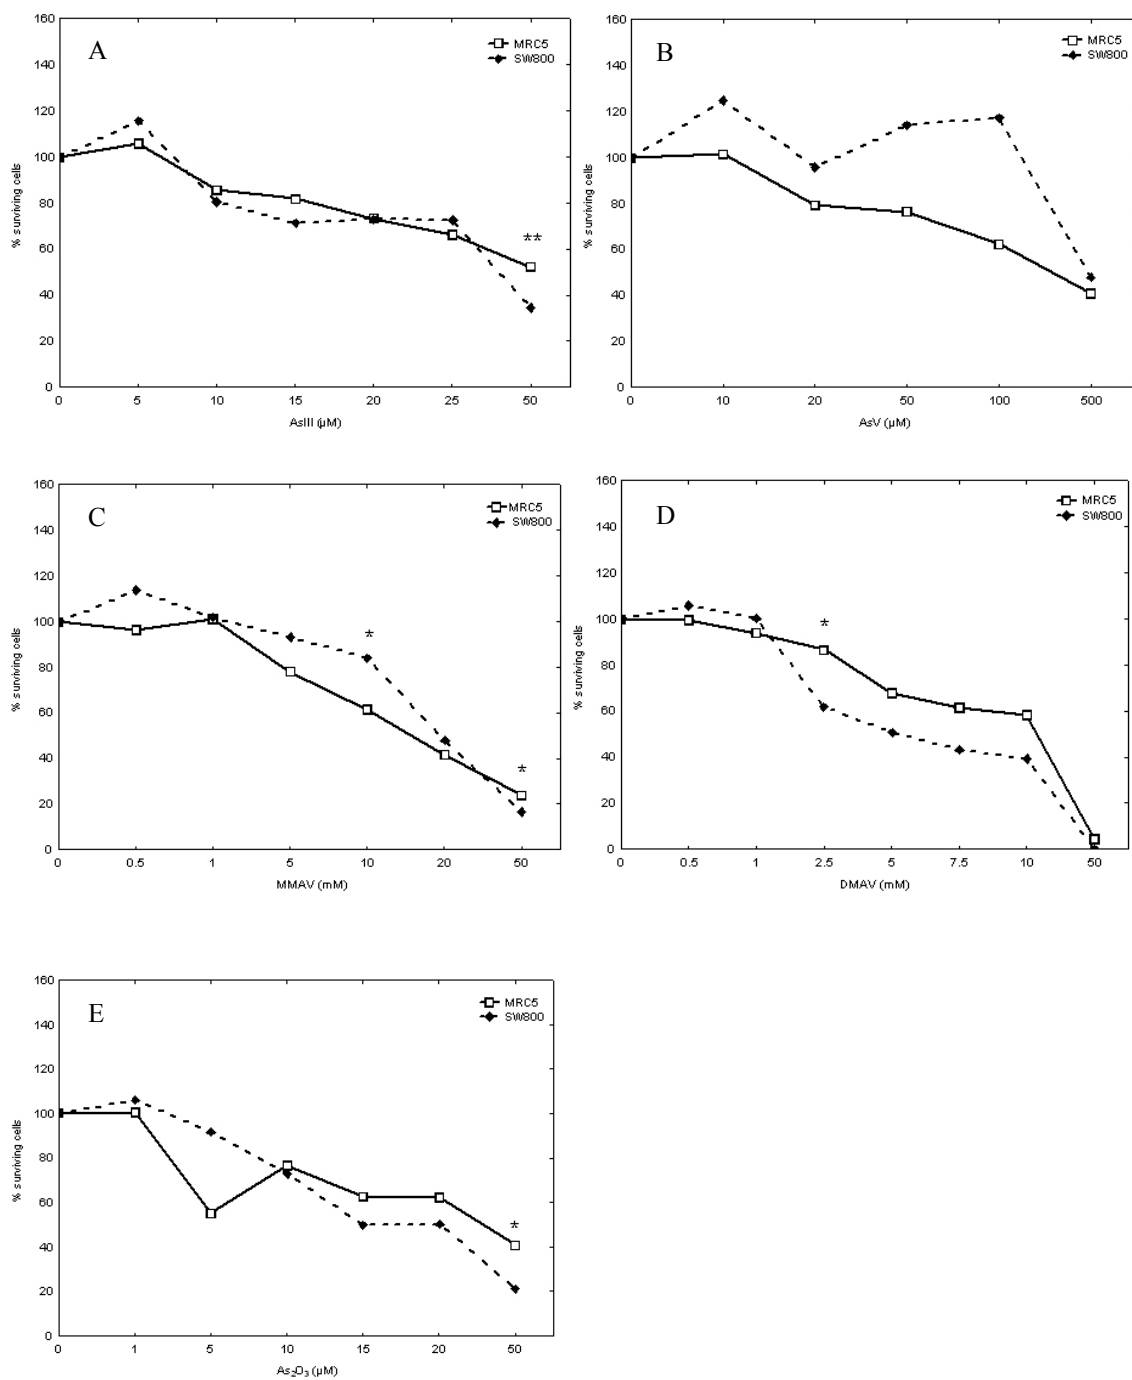 A
MRC5
SW800
% surviving cells
160
140
120
100
80
60
40
20
0
**
0 5 10 15 20 25 50
AsIII (µM)
B
MRC5
SW800
% surviving cells
160
140
120
100
80
60
40
20
0
0 10 20 50 100 500
AsV (µM)
C
MRC5
SW800
% surviving cells
160
140
120
100
80
60
40
20
0
*
*
0 0.5 1 5 10 20 50
MMAV (mM)
D
MRC5
SW800
% surviving cells
160
140
120
100
80
60
40
20
0
*
0 0.5 1 2.5 5 7.5 10 50
DMAV (mM)
E
MRC5
SW800
% surviving cells
160
140
120
100
80
60
40
20
0
*
0 1 5 10 15 20 50
As₂O₃ (µM)